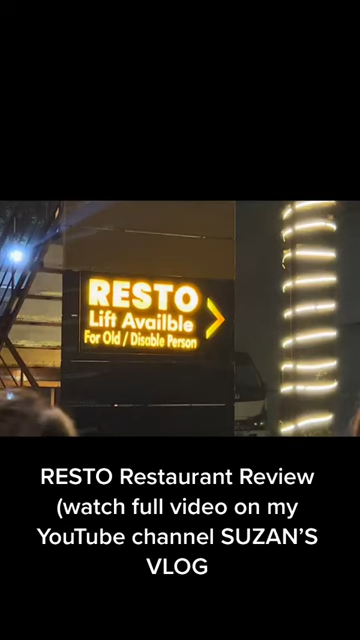 RESTO
Lift Availble
For Old / Disable Person
RESTO Restaurant Review
(watch full video on my
YouTube channel SUZAN’S
VLOG